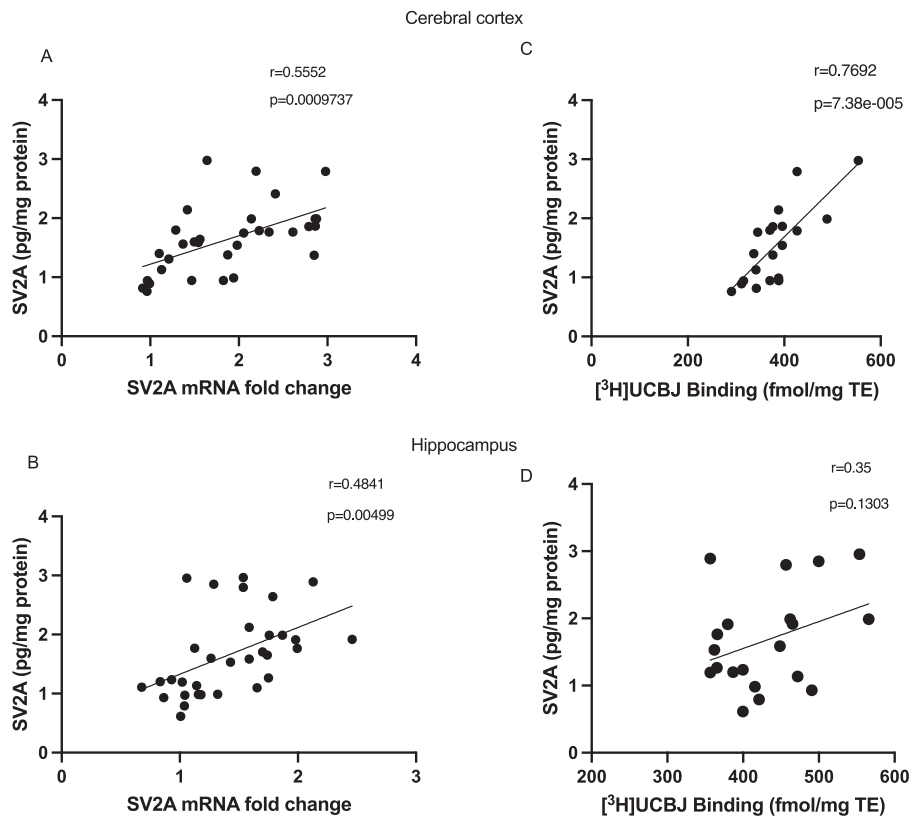 Cerebral cortex
A
r=0.5552
p=0.0009737
SV2A (pg/mg protein)
4
3
2
1
0
0 1 2 3 4
SV2A mRNA fold change
C
r=0.7692
p=7.38e-005
SV2A (pg/mg protein)
4
3
2
1
0
0 200 400 600
[³H]UCBJ Binding (fmol/mg TE)
Hippocampus
B
r=0.4841
p=0.00499
SV2A (pg/mg protein)
4
3
2
1
0
0 1 2 3
SV2A mRNA fold change
D
r=0.35
p=0.1303
SV2A (pg/mg protein)
4
3
2
1
0
200 300 400 500 600
[³H]UCBJ Binding (fmol/mg TE)